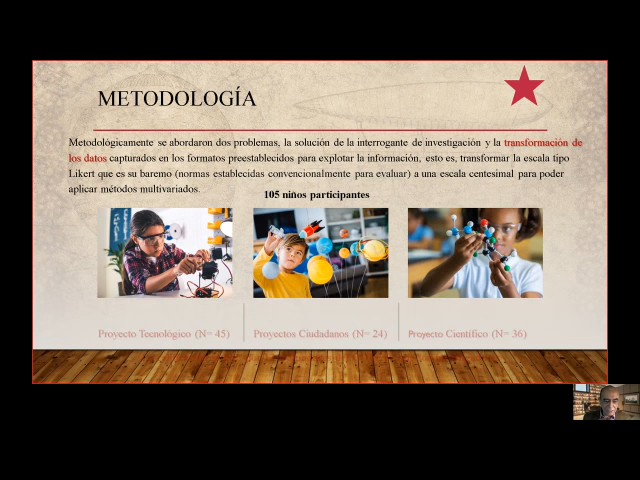 METODOLOGÍA
Metodológicamente se abordaron dos problemas, la solución de la interrogante de investigación y la transformación de
los datos capturados en los formatos preestablecidos para explotar la información, esto es, transformar la escala tipo
Likert que es su baremo (normas establecidas convencionalmente para evaluar) a una escala centesimal para poder
aplicar métodos multivariados.
105 niños participantes
Proyecto Tecnológico (N= 45)
Proyectos Ciudadanos (N= 24)
Proyecto Científico (N= 36)